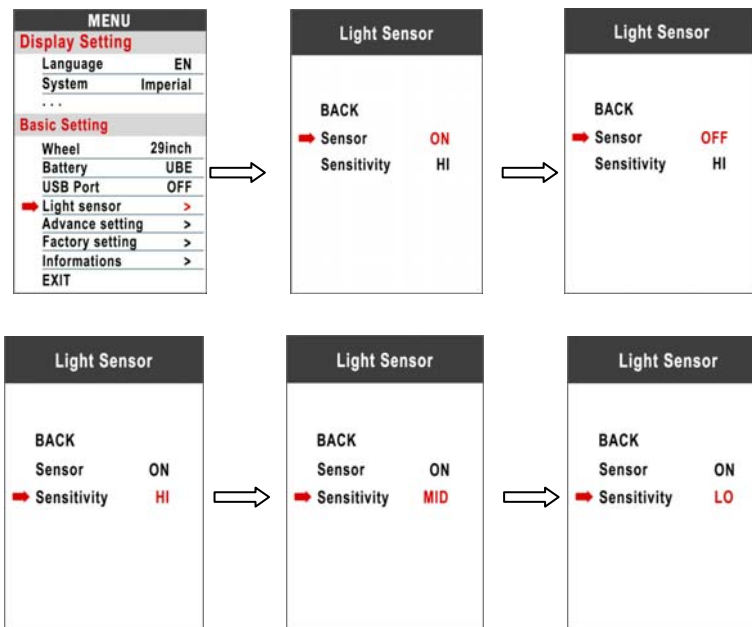 MENU
Display Setting
Language EN
System Imperial
. . .
Basic Setting
Wheel 29inch
Battery UBE
USB Port OFF
Light sensor >
Advance setting >
Factory setting >
Informations >
EXIT
Light Sensor
BACK
Sensor ON
Sensitivity HI
Light Sensor
BACK
Sensor OFF
Sensitivity HI
Light Sensor
BACK
Sensor ON
Sensitivity HI
Light Sensor
BACK
Sensor ON
Sensitivity MID
Light Sensor
BACK
Sensor ON
Sensitivity LO